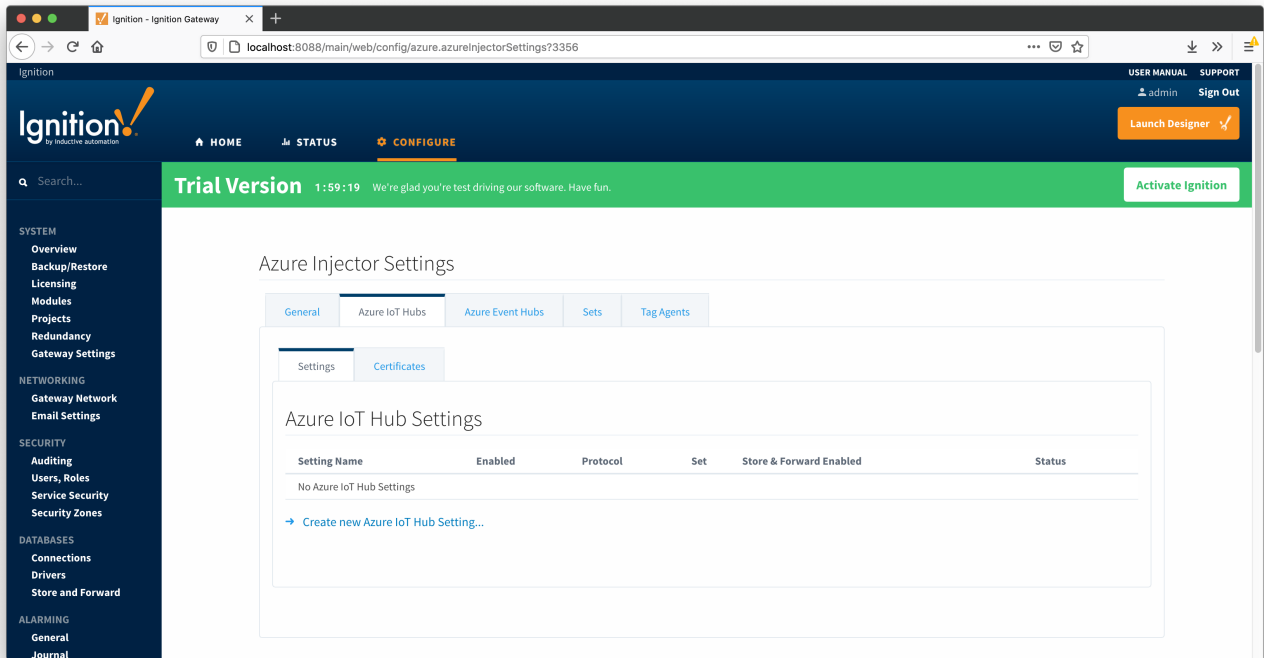 Ignition - Ignition Gateway
localhost:8088/main/web/config/azure.azureInjectorSettings?3356
Ignition
USER MANUAL SUPPORT
admin Sign Out
Ignition!
by inductive automation
Launch Designer
HOME STATUS CONFIGURE
Search...
Trial Version 1:59:19 We're glad you're test driving our software. Have fun.
Activate Ignition
SYSTEM
Overview
Backup/Restore
Licensing
Modules
Projects
Redundancy
Gateway Settings
NETWORKING
Gateway Network
Email Settings
SECURITY
Auditing
Users, Roles
Service Security
Security Zones
DATABASES
Connections
Drivers
Store and Forward
ALARMING
General
Journal
Azure Injector Settings
General Azure IoT Hubs Azure Event Hubs Sets Tag Agents
Settings Certificates
Azure IoT Hub Settings
Setting Name Enabled Protocol Set Store & Forward Enabled Status
No Azure IoT Hub Settings
→ Create new Azure IoT Hub Setting...